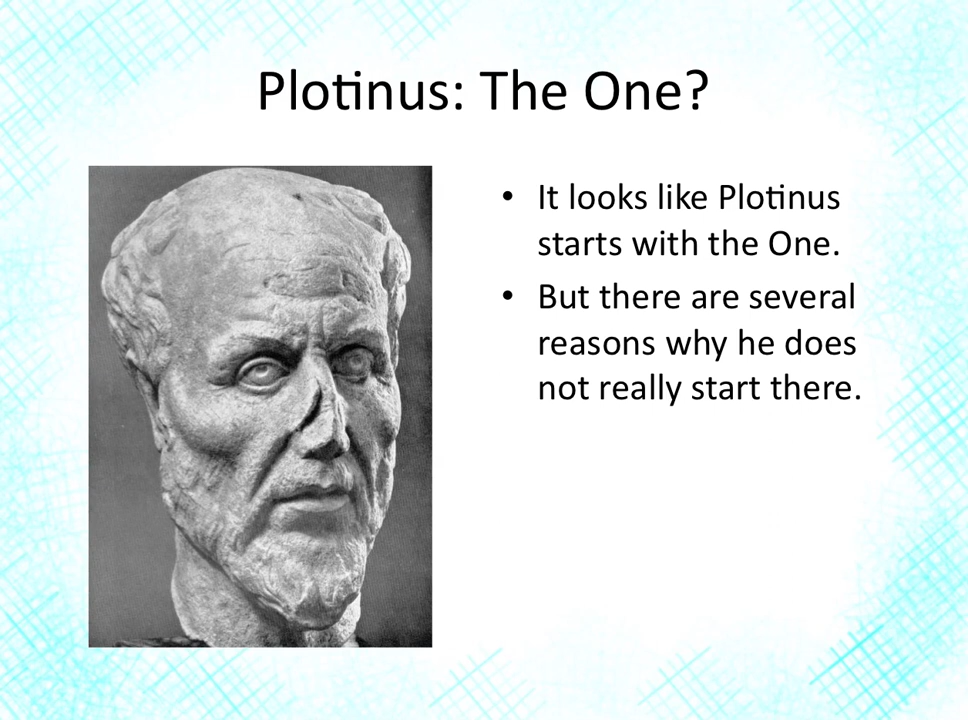 Plotinus: The One?
• It looks like Plotinus
starts with the One.
• But there are several
reasons why he does
not really start there.